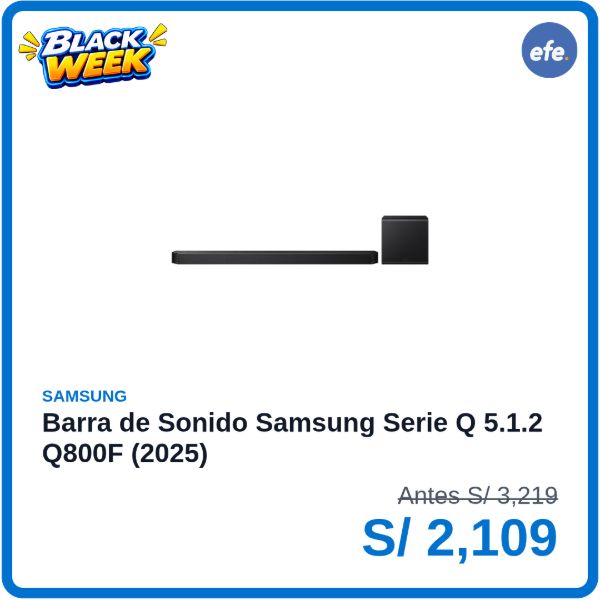 BLACK
WEEK
efe.
SAMSUNG
Barra de Sonido Samsung Serie Q 5.1.2
Q800F (2025)
Antes S/ 3,219
S/ 2,109